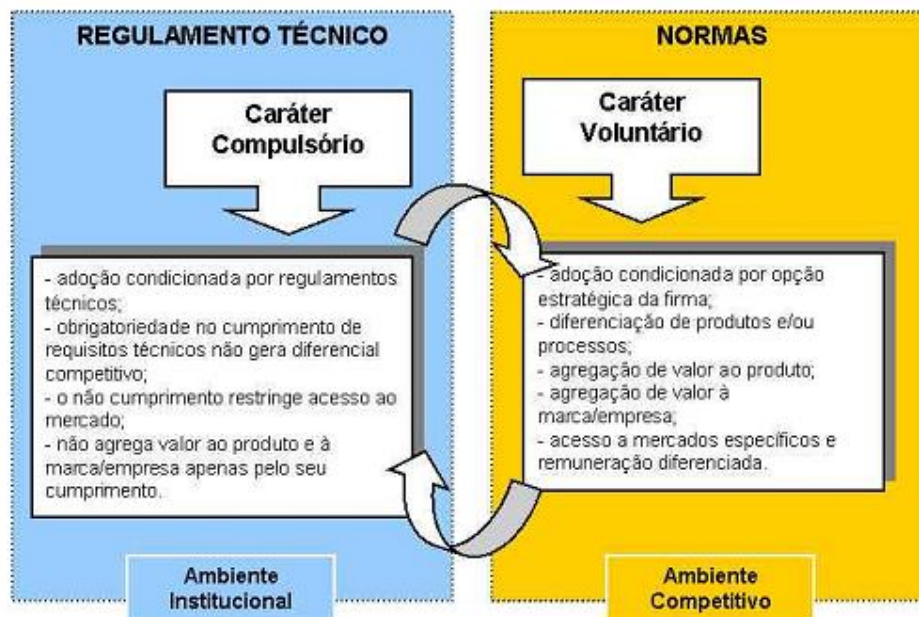 REGULAMENTO TÉCNICO
Caráter
Compulsório
- adoção condicionada por regulamentos
técnicos;
- obrigatoriedade no cumprimento de
requisitos técnicos não gera diferencial
competitivo;
- o não cumprimento restringe acesso ao
mercado;
- não agrega valor ao produto e à
marca/empresa apenas pelo seu
cumprimento.
Ambiente
Institucional
NORMAS
Caráter
Voluntário
- adoção condicionada por opção
estratégica da firma;
- diferenciação de produtos e/ou
processos;
- agregação de valor ao produto;
- agregação de valor à
marca/empresa;
- acesso a mercados específicos e
remuneração diferenciada.
Ambiente
Competitivo